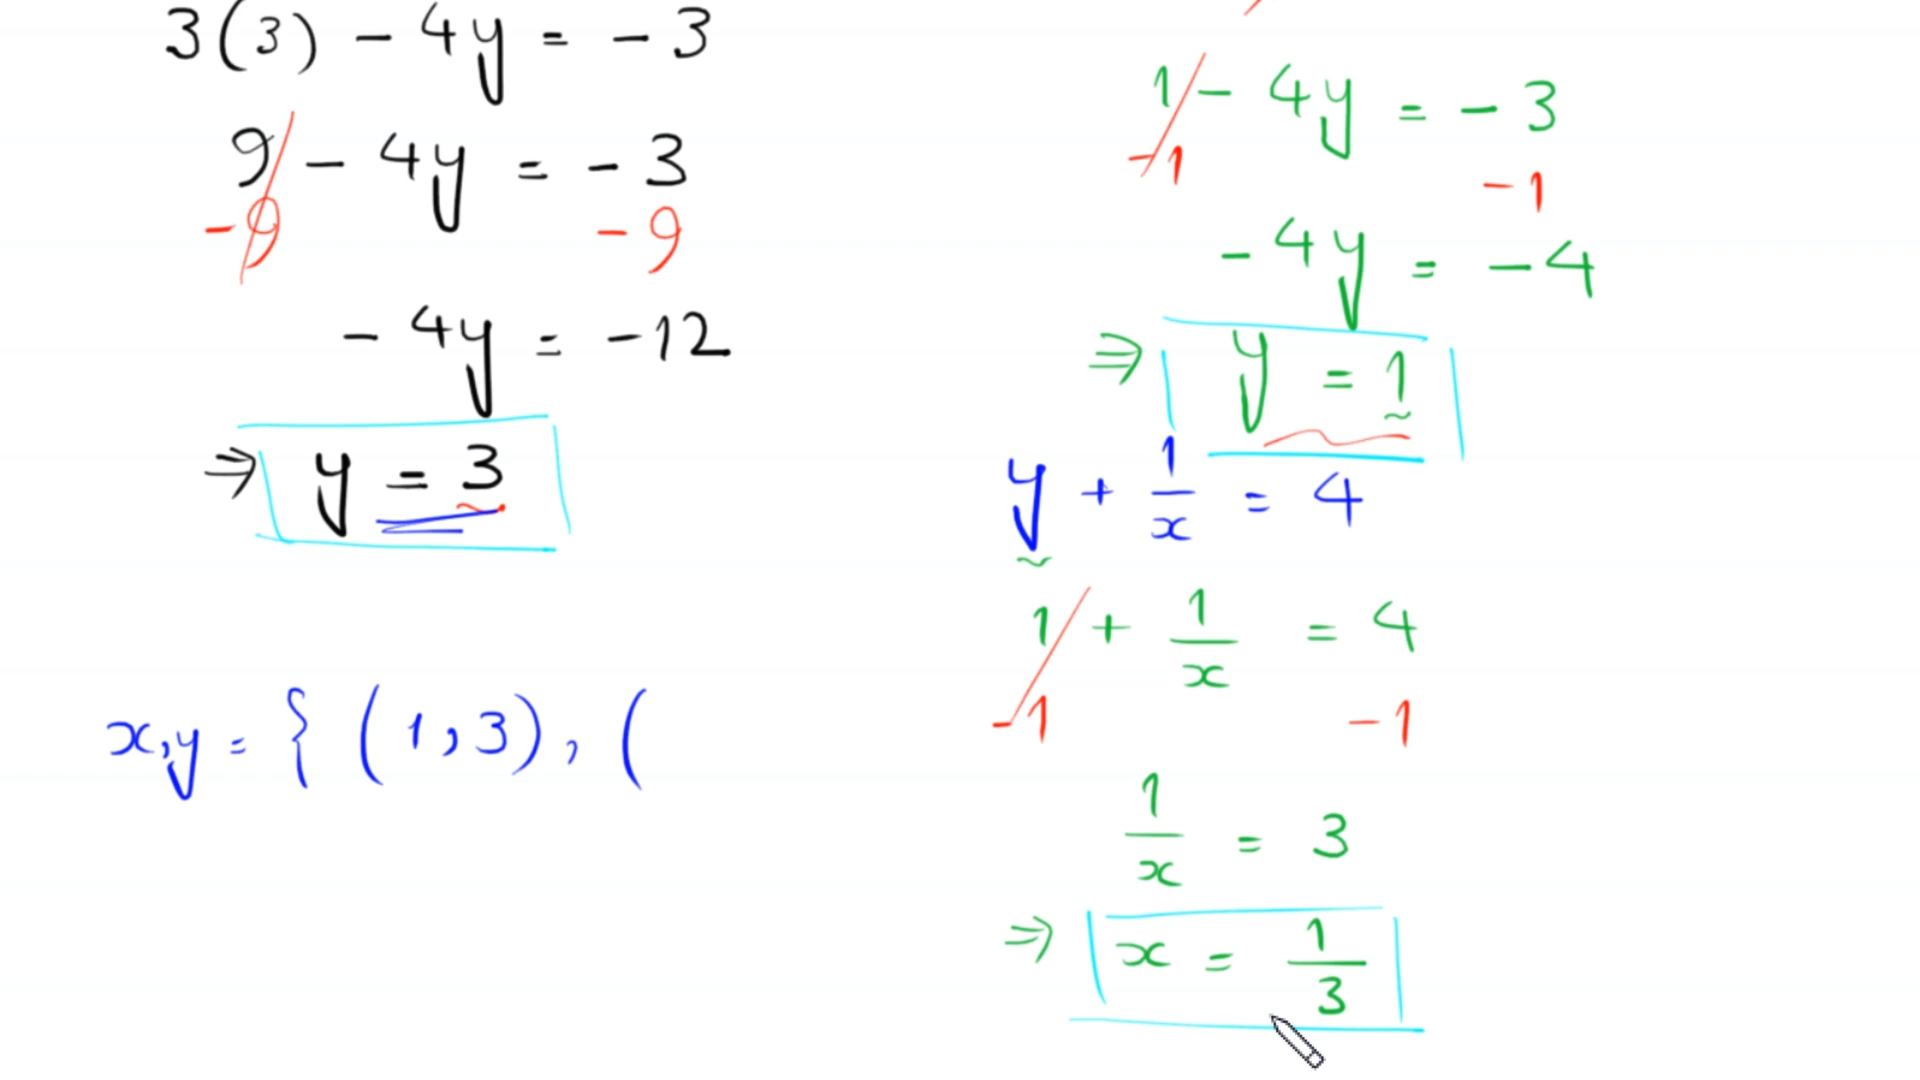 3(3) - 4y = -3
9 - 4y = -3
-9 -9
- 4y = -12
⇒ y = 3
x,y = { (1,3), (
1 - 4y = -3
-1 -1
- 4y = -4
⇒ y = 1
y + 1/x = 4
1 + 1/x = 4
-1 -1
1/x = 3
⇒ x = 1/3